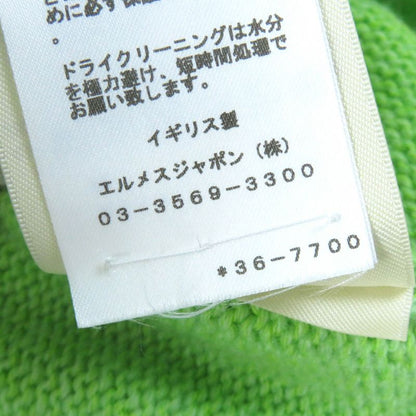 めに必ず保
。
ドライクリーニングは水分
を極力避け、短時間処理で
お願い致します。
イギリス製
エルメスジャポン（株）
03-3569-3300
*36-7700